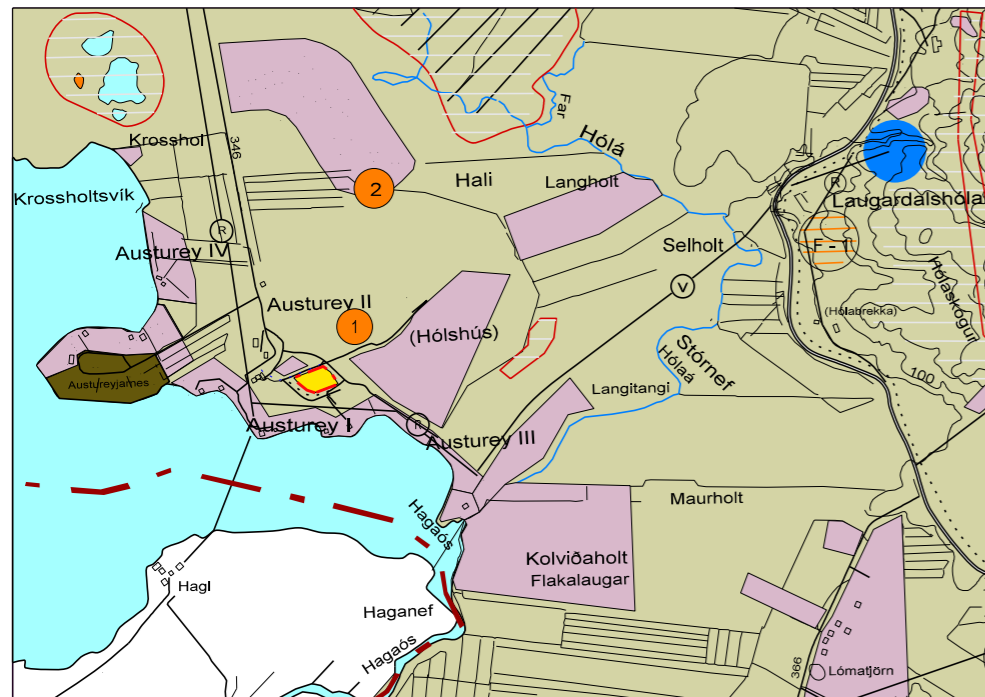 Krosshol
346
Far
Hólá
Krossholtsvík
2
Hali
Langholt
R
Laugardalshóla
R
Austurey IV
Selholt
F - 1
Hólaskógur
Austurey II
V
1
(Hólshús)
(Hólabrekka)
Stórnef
Hólaá
100
Austureyjarnes
Langitangi
Austurey I
R
Austurey III
Maurholt
Hagaós
Kolviðaholt
Flakalaugar
Hagl
Haganef
Hagaós
366
Lómatjörn